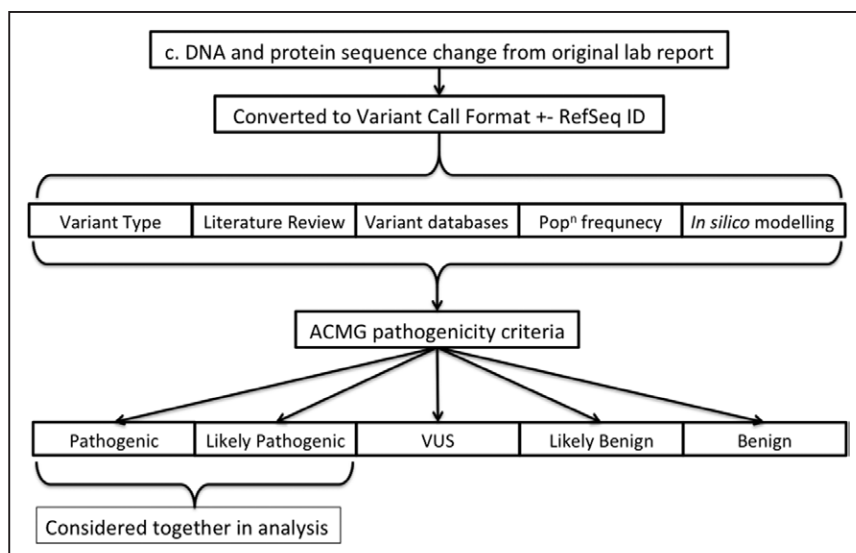 c. DNA and protein sequence change from original lab report
Converted to Variant Call Format +- RefSeq ID
Variant Type Literature Review Variant databases Popⁿ frequnecy In silico modelling
ACMG pathogenicity criteria
Pathogenic Likely Pathogenic VUS Likely Benign Benign
Considered together in analysis